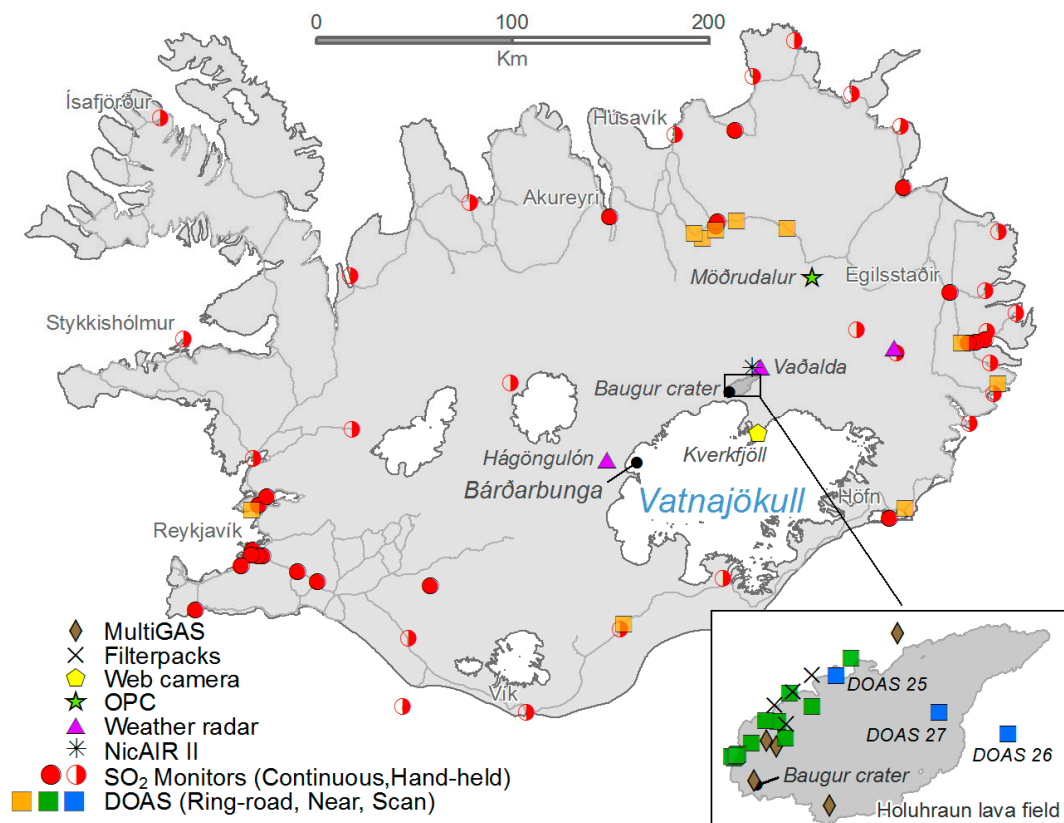 0 100 200
Km
Ísafjörður
Húsavík
Akureyri
Möðrudalur
Egilsstaðir
Stykkishólmur
Vaðalda
Baugur crater
Kverkfjöll
Hágöngulón
Bárðarbunga
Vatnajökull
Höfn
Reykjavík
Vík
MultiGAS
Filterpacks
Web camera
OPC
Weather radar
NicAIR II
SO₂ Monitors (Continuous,Hand-held)
DOAS (Ring-road, Near, Scan)
DOAS 25
DOAS 27
DOAS 26
Baugur crater
Holuhraun lava field